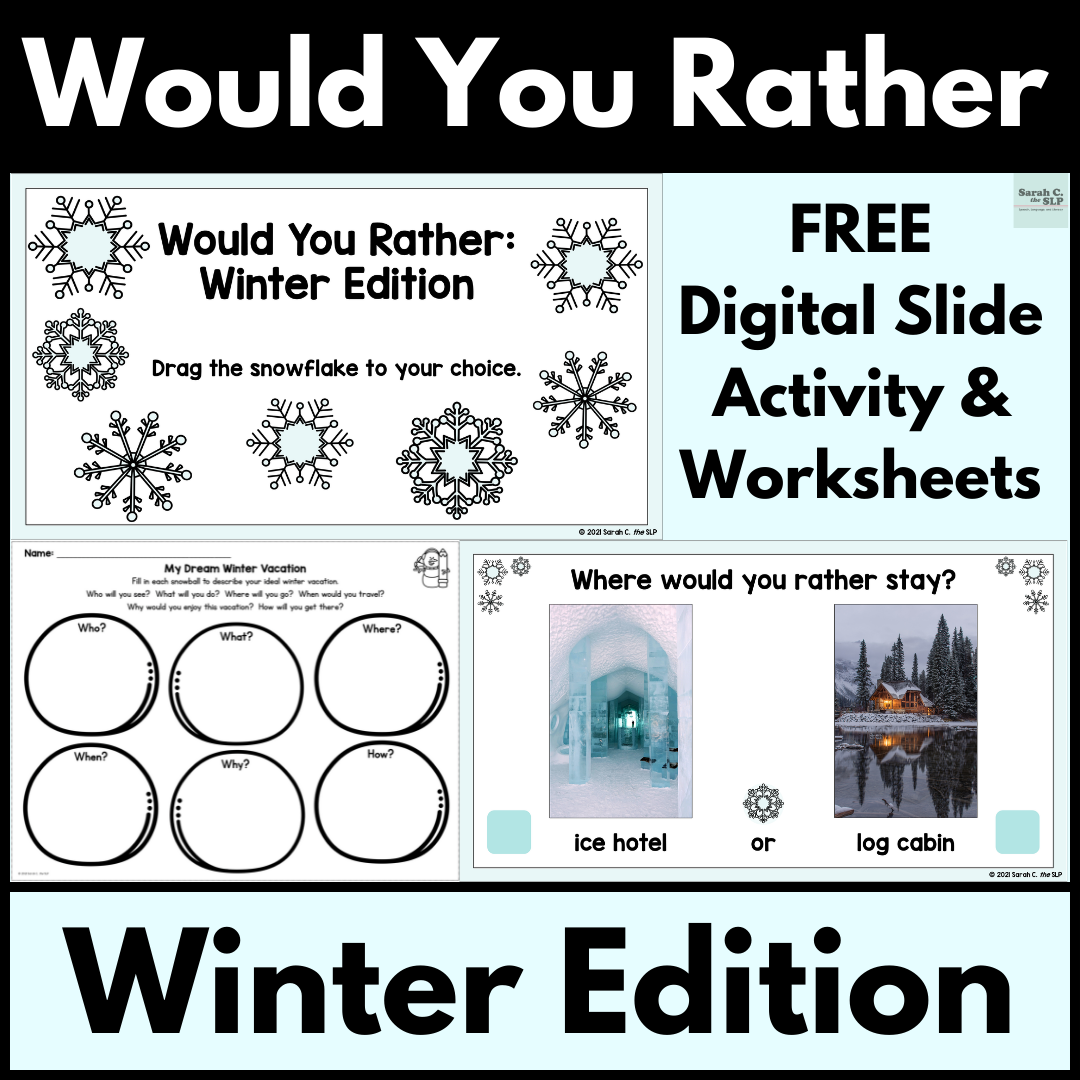 Would You Rather
Would You Rather:
Winter Edition
Drag the snowflake to your choice.
© 2021 Sarah C. the SLP
Sarah C.
the
SLP
FREE
Digital Slide
Activity &
Worksheets
Name:
My Dream Winter Vacation
Fill in each snowball to describe your ideal winter vacation.
Who will you see? What will you do? Where will you go? When would you travel?
Why would you enjoy this vacation? How will you get there?
Who?
What?
Where?
When?
Why?
How?
Where would you rather stay?
ice hotel
or
log cabin
© 2021 Sarah C. the SLP
Winter Edition